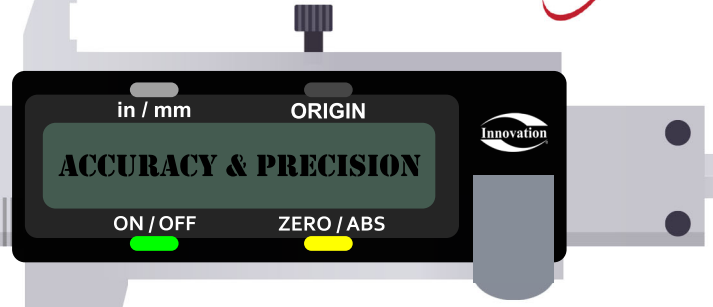 in / mm ORIGIN
Innovation
ACCURACY & PRECISION
ON / OFF ZERO / ABS